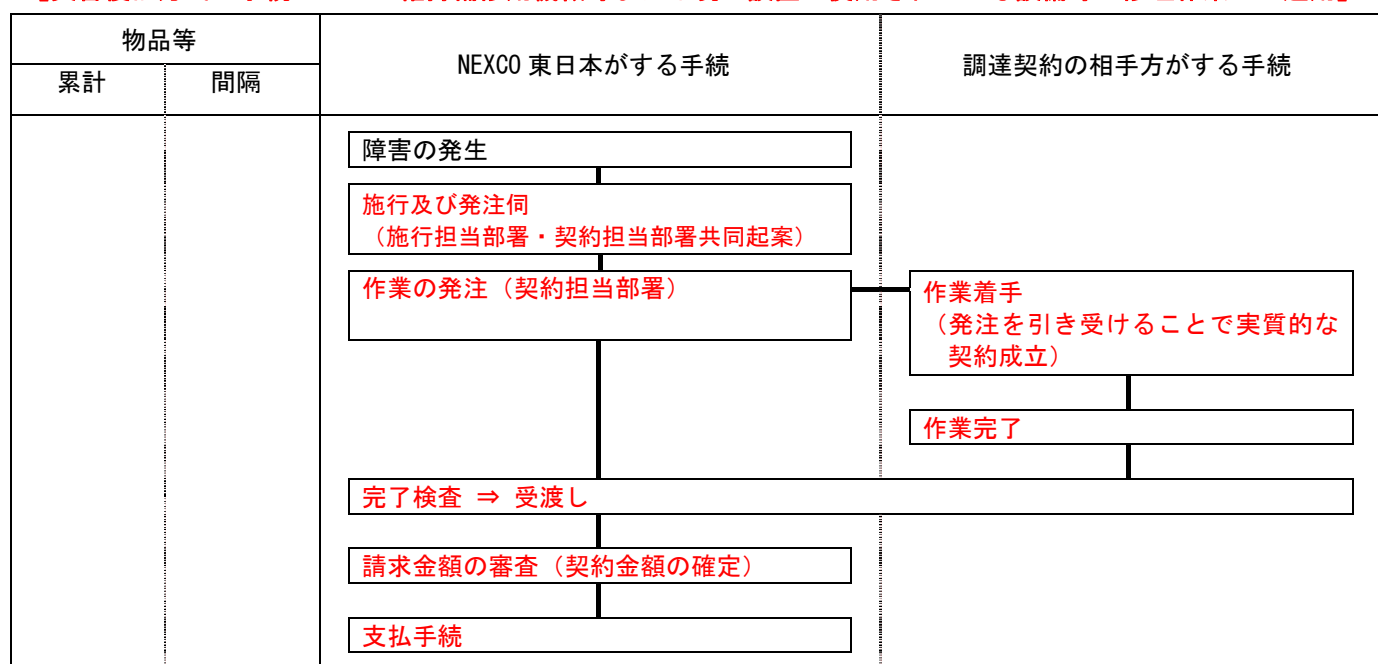 物品等
累計
間隔
NEXCO 東日本がする手続
調達契約の相手方がする手続
障害の発生
施行及び発注伺
（施行担当部署・契約担当部署共同起案）
作業の発注（契約担当部署）
作業着手
（発注を引き受けることで実質的な
契約成立）
作業完了
完了検査 ⇒ 受渡し
請求金額の審査（契約金額の確定）
支払手続